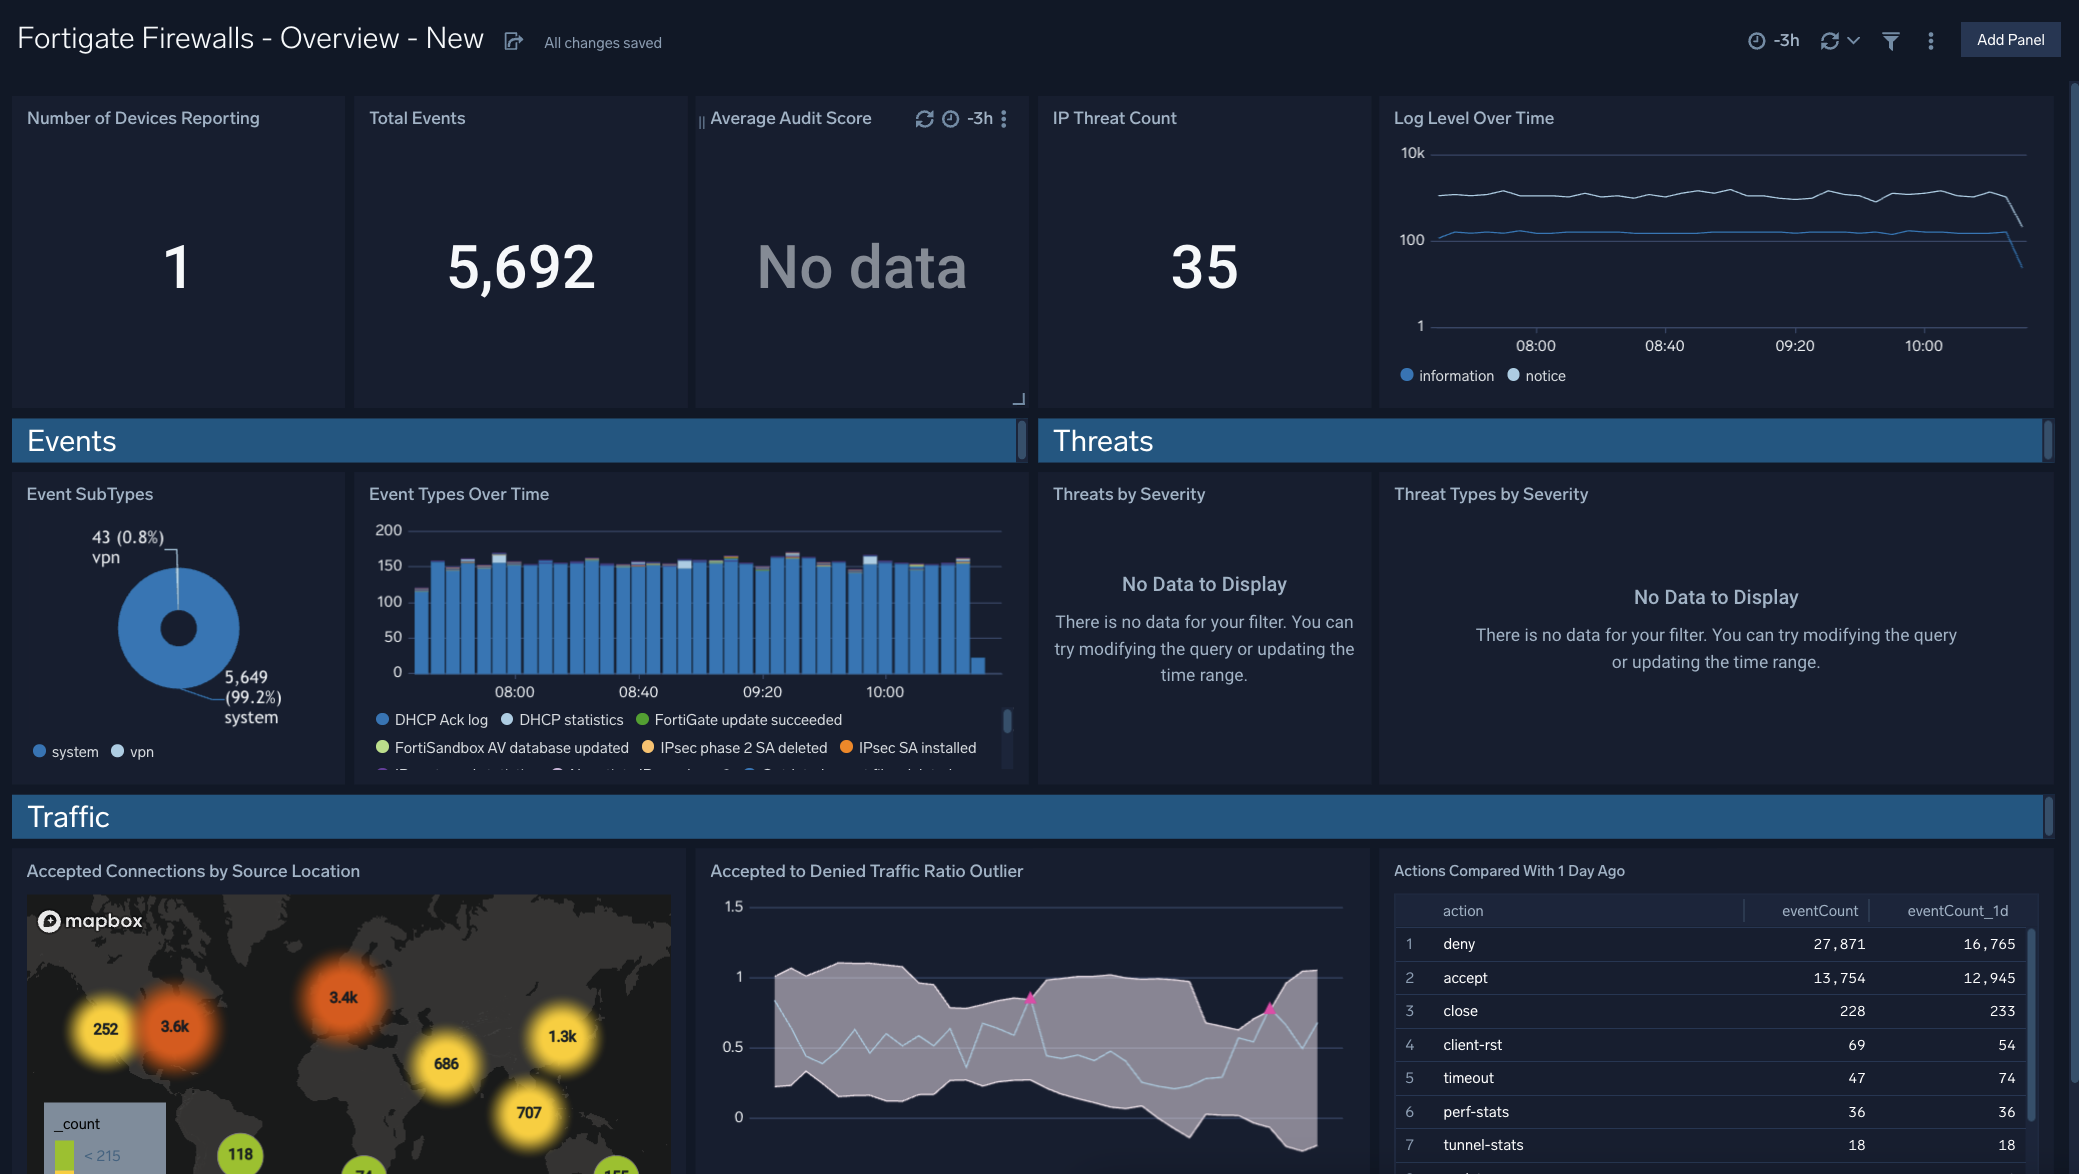 Fortigate Firewalls - Overview - New
All changes saved
-3h
Add Panel
Number of Devices Reporting
1
Total Events
5,692
Average Audit Score
-3h
No data
IP Threat Count
35
Log Level Over Time
10k
100
1
08:00
08:40
09:20
10:00
information
notice
Events
Threats
Event SubTypes
43 (0.8%)
vpn
5,649
(99.2%)
system
system
vpn
Event Types Over Time
200
150
100
50
0
08:00
08:40
09:20
10:00
DHCP Ack log
DHCP statistics
FortiGate update succeeded
FortiSandbox AV database updated
IPsec phase 2 SA deleted
IPsec SA installed
Threats by Severity
No Data to Display
There is no data for your filter. You can
try modifying the query or updating the
time range.
Threat Types by Severity
No Data to Display
There is no data for your filter. You can try modifying the query
or updating the time range.
Traffic
Accepted Connections by Source Location
mapbox
252
3.6k
3.4k
686
1.3k
707
118
_count
< 215
Accepted to Denied Traffic Ratio Outlier
1.5
1
0.5
0
Actions Compared With 1 Day Ago
action eventCount eventCount_1d
1 deny 27,871 16,765
2 accept 13,754 12,945
3 close 228 233
4 client-rst 69 54
5 timeout 47 74
6 perf-stats 36 36
7 tunnel-stats 18 18